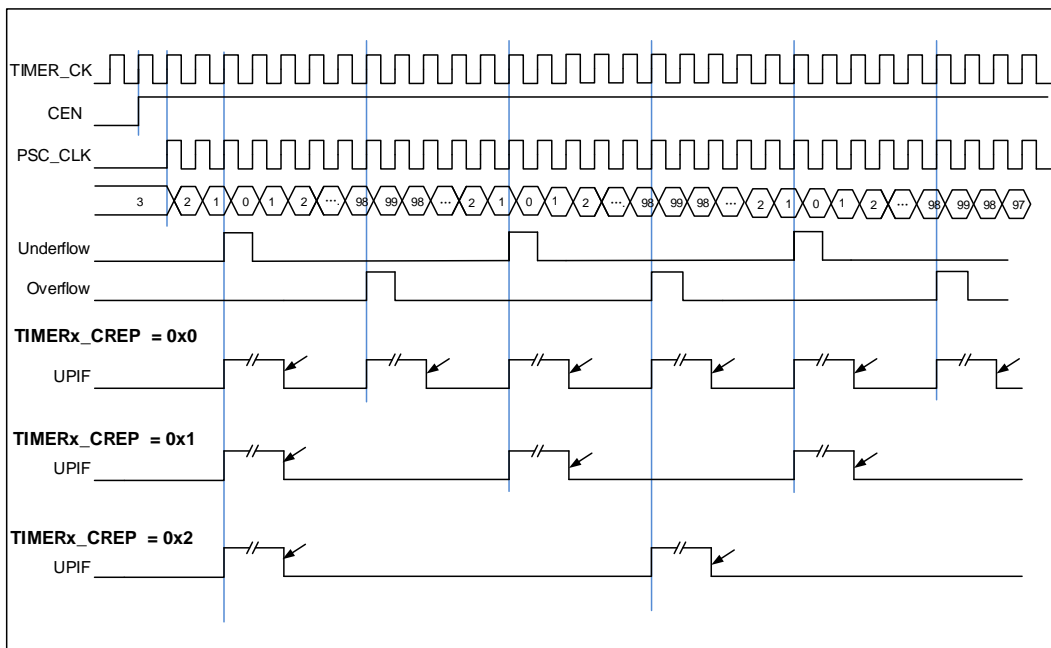 TIMER_CK
CEN
PSC_CLK
3 2 1 0 1 2 .... 98 99 98 ... 2 1 0 1 2 .... 98 99 98 ... 2 1 0 1 2 ... 98 99 98 97
Underflow
Overflow
TIMERx_CREP = 0x0
UPIF
TIMERx_CREP = 0x1
UPIF
TIMERx_CREP = 0x2
UPIF